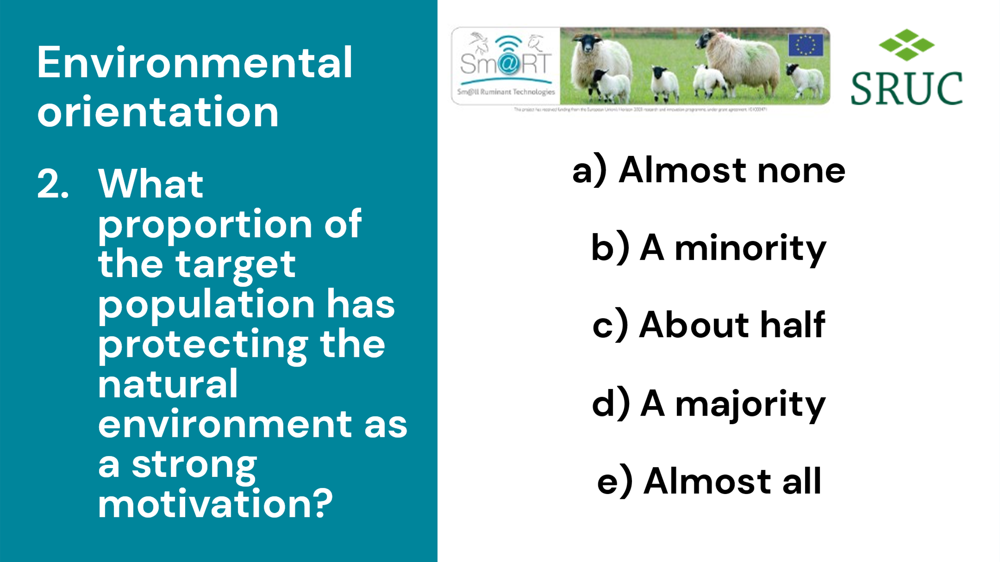 Environmental
orientation
2. What
proportion of
the target
population has
protecting the
natural
environment as
a strong
motivation?
Sm@RT
Sm@ll Ruminant Technologies
This project has received funding from the European Union's Horizon 2020 research and innovation programme under grant agreement
SRUC
a) Almost none
b) A minority
c) About half
d) A majority
e) Almost all